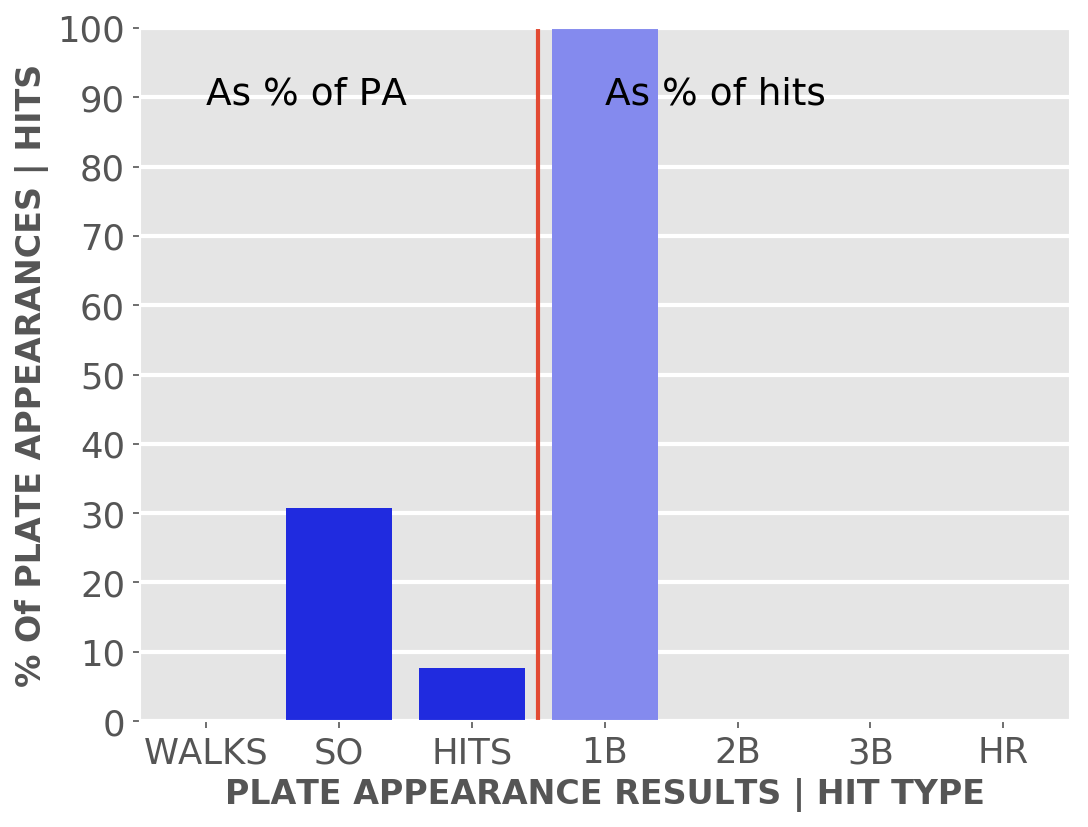 % Of PLATE APPEARANCES | HITS
100
90
80
70
60
50
40
30
20
10
0
As % of PA
As % of hits
WALKS SO HITS 1B 2B 3B HR
PLATE APPEARANCE RESULTS | HIT TYPE